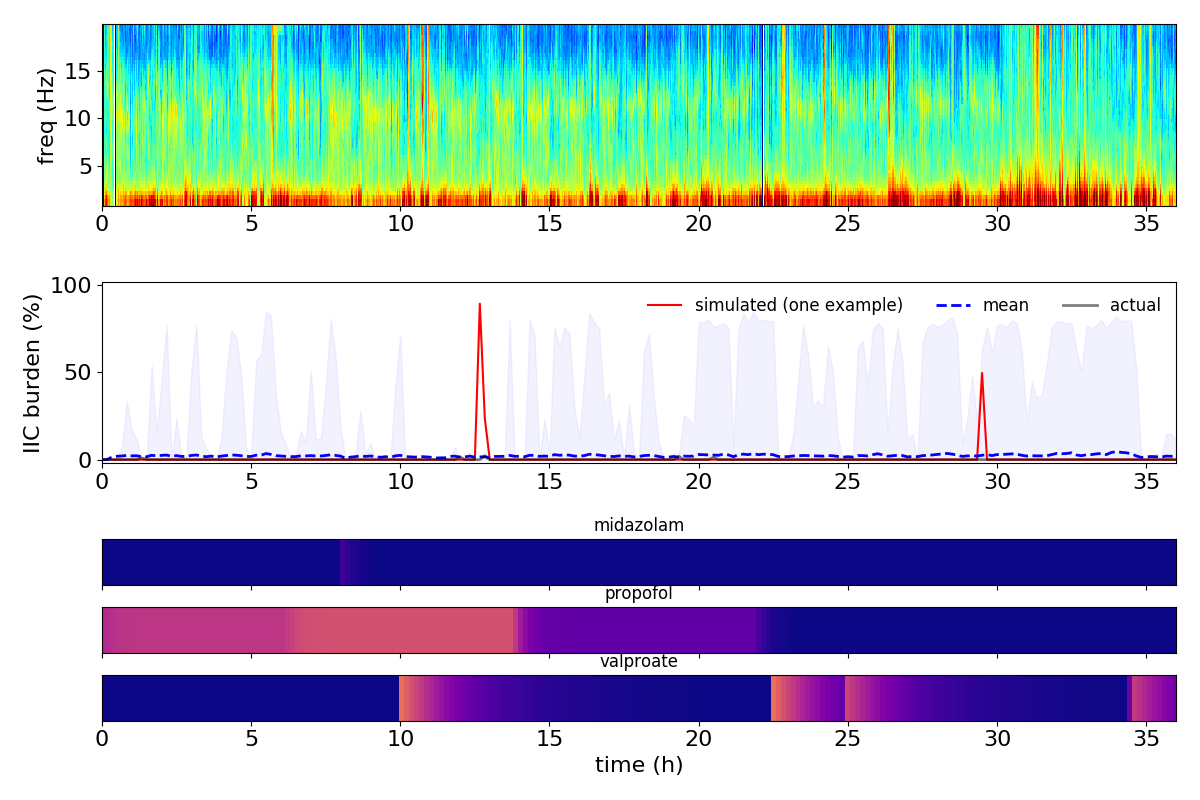 freq (Hz)
15
10
5
0 5 10 15 20 25 30 35
IIC burden (%)
100
50
0
simulated (one example) mean actual
0 5 10 15 20 25 30 35
midazolam
propofol
valproate
0 5 10 15 20 25 30 35
time (h)